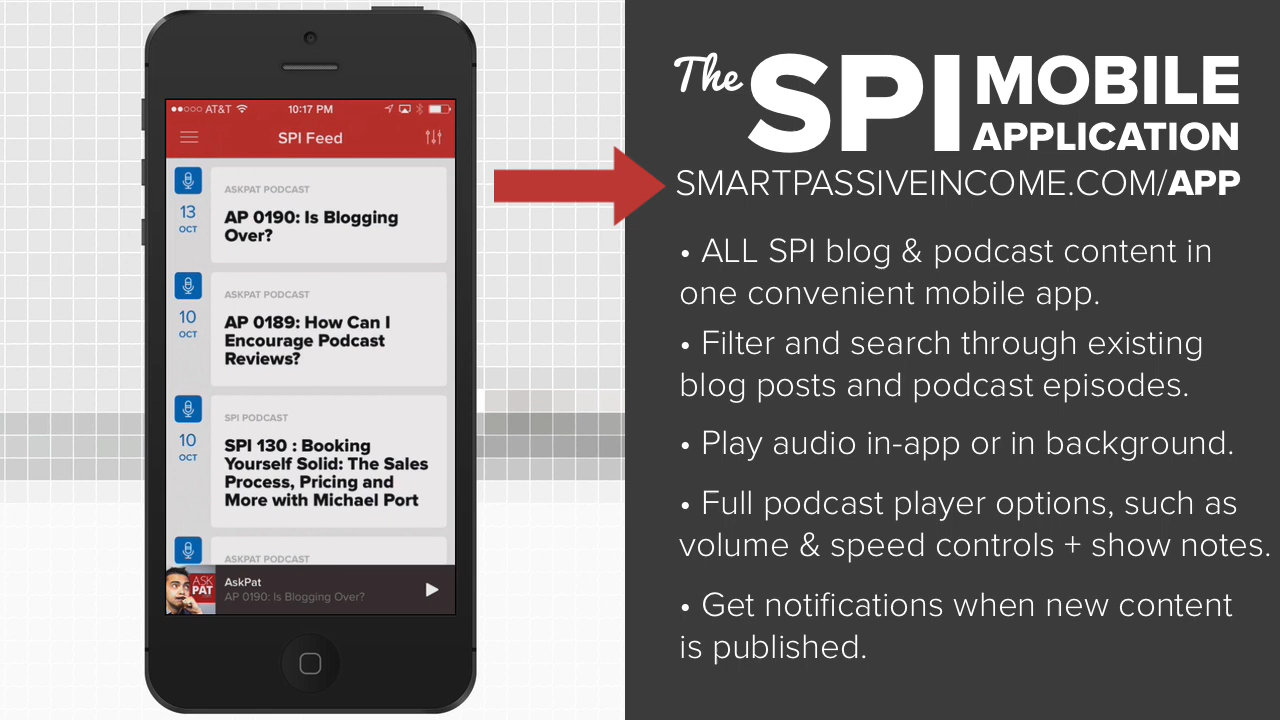 AT&T 10:17 PM
SPI Feed
ASKPAT PODCAST
13
OCT
AP 0190: Is Blogging
Over?
ASKPAT PODCAST
10
OCT
AP 0189: How Can I
Encourage Podcast
Reviews?
SPI PODCAST
10
OCT
SPI 130 : Booking
Yourself Solid: The Sales
Process, Pricing and
More with Michael Port
ASKPAT PODCAST
ASK
PAT
AskPat
AP 0190: Is Blogging Over?
The SPI MOBILE
APPLICATION
SMARTPASSIVEINCOME.COM/APP
• ALL SPI blog & podcast content in
one convenient mobile app.
• Filter and search through existing
blog posts and podcast episodes.
• Play audio in-app or in background.
• Full podcast player options, such as
volume & speed controls + show notes.
• Get notifications when new content
is published.